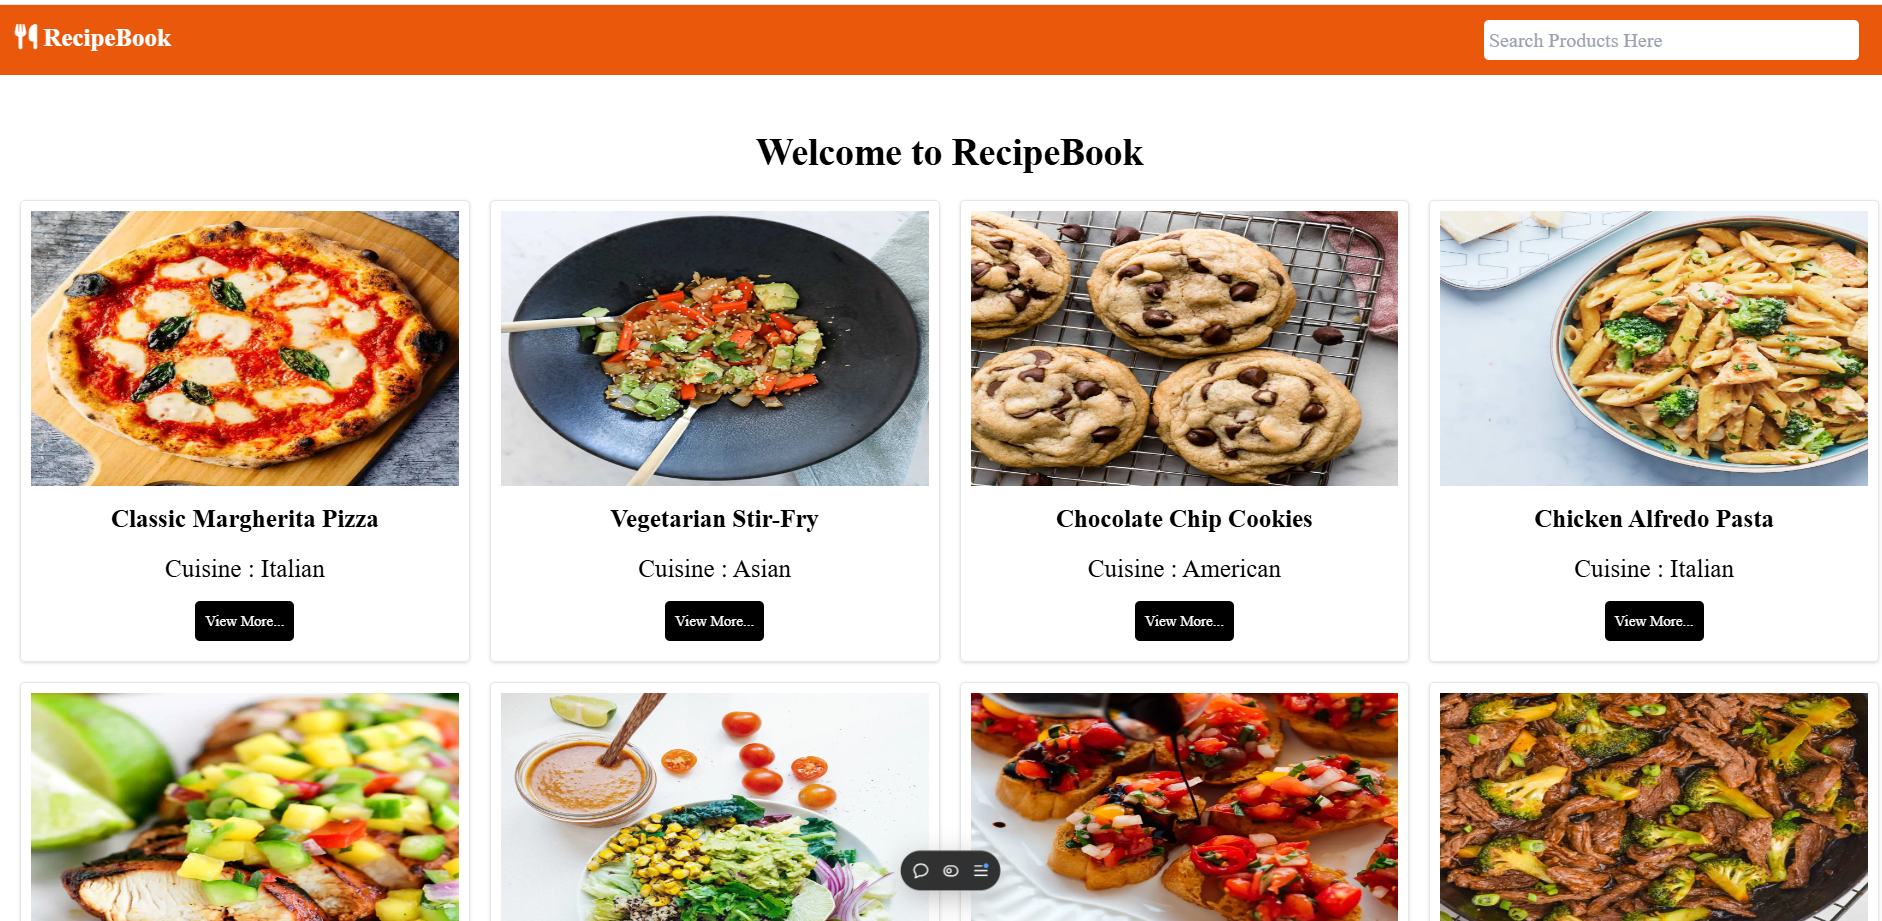 RecipeBook
Search Products Here
Welcome to RecipeBook
Classic Margherita Pizza
Cuisine : Italian
View More...
Vegetarian Stir-Fry
Cuisine : Asian
View More...
Chocolate Chip Cookies
Cuisine : American
View More...
Chicken Alfredo Pasta
Cuisine : Italian
View More...